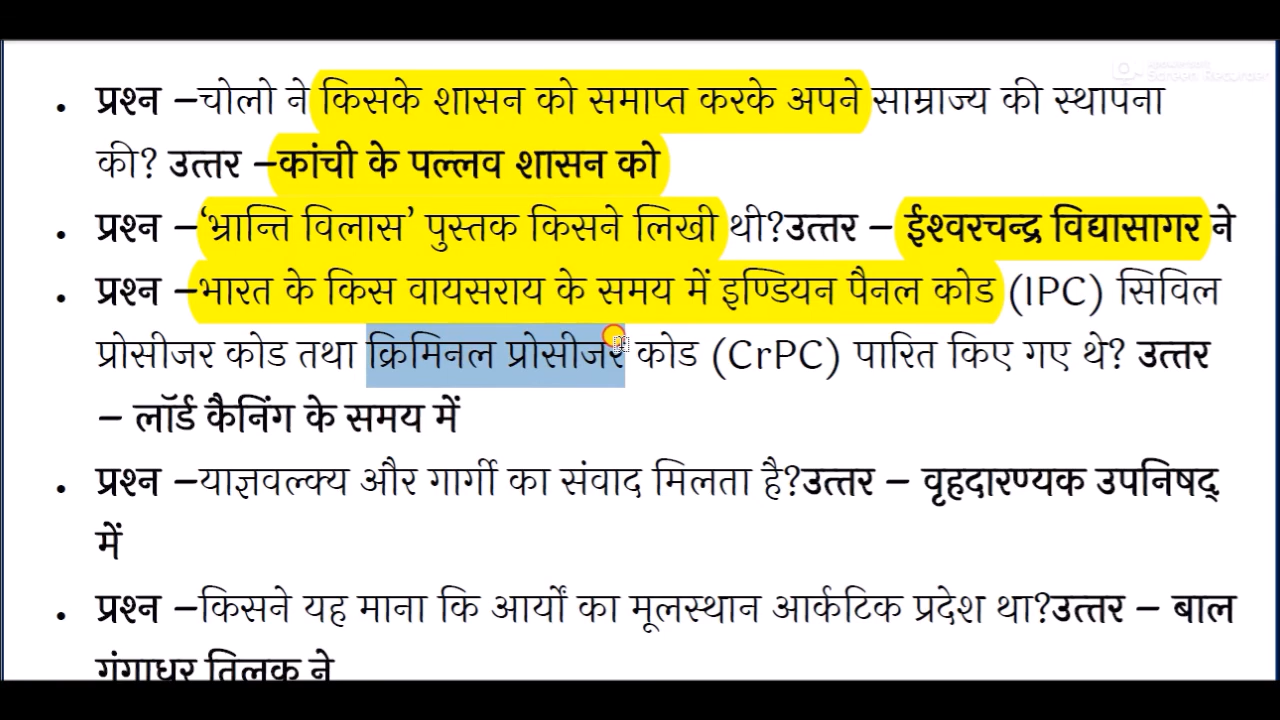 Screen Recorder
• प्रश्न –चोलो ने किसके शासन को समाप्त करके अपने साम्राज्य की स्थापना
की? उत्तर –कांची के पल्लव शासन को
• प्रश्न –‘भ्रान्ति विलास’ पुस्तक किसने लिखी थी?उत्तर – ईश्वरचन्द्र विद्यासागर ने
• प्रश्न –भारत के किस वायसराय के समय में इण्डियन पैनल कोड (IPC) सिविल
प्रोसीजर कोड तथा क्रिमिनल प्रोसीजर कोड (CrPC) पारित किए गए थे? उत्तर
– लॉर्ड कैनिंग के समय में
• प्रश्न –याज्ञवल्क्य और गार्गी का संवाद मिलता है?उत्तर – वृहदारण्यक उपनिषद्
में
• प्रश्न –किसने यह माना कि आर्यों का मूलस्थान आर्कटिक प्रदेश था?उत्तर – बाल
गंगाधर तिलक ने